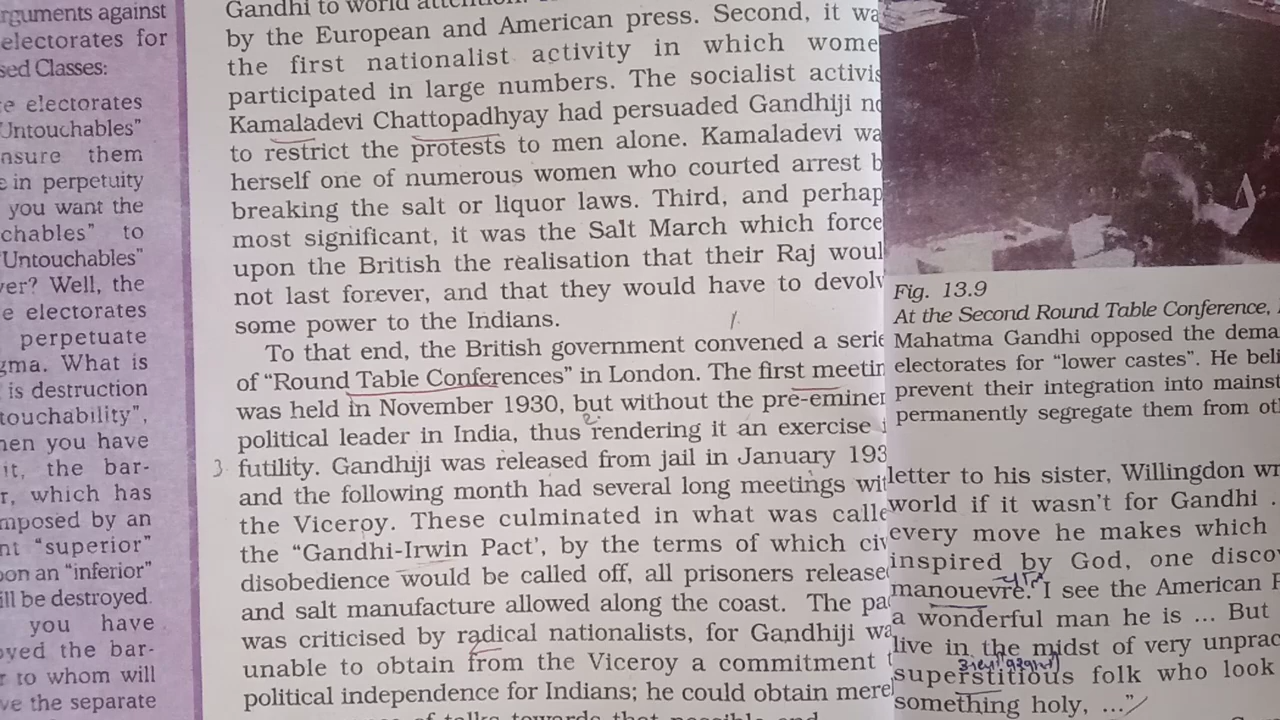 rguments against
electorates for
sed Classes:
e electorates
Untouchables"
nsure them
e in perpetuity
you want the
chables" to
"Untouchables"
ver? Well, the
e electorates
perpetuate
gma. What is
is destruction
touchability",
hen you have
it, the bar-
r, which has
mposed by an
nt "superior"
oon an "inferior"
ill be destroyed.
you have
oyed the bar-
r to whom will
ve the separate
Gandhi to world attention.
by the European and American press. Second, it wa
the first nationalist activity in which wome
participated in large numbers. The socialist activis
Kamaladevi Chattopadhyay had persuaded Gandhiji no
to restrict the protests to men alone. Kamaladevi wa
herself one of numerous women who courted arrest b
breaking the salt or liquor laws. Third, and perhap
most significant, it was the Salt March which force
upon the British the realisation that their Raj woul
not last forever, and that they would have to devolv
some power to the Indians.
To that end, the British government convened a serie
of "Round Table Conferences" in London. The first meetin
was held in November 1930, but without the pre-eminen
political leader in India, thus rendering it an exercise i
3 futility. Gandhiji was released from jail in January 193
and the following month had several long meetings wit
the Viceroy. These culminated in what was calle
the "Gandhi-Irwin Pact', by the terms of which civ
disobedience would be called off, all prisoners release
and salt manufacture allowed along the coast. The pa
was criticised by radical nationalists, for Gandhiji wa
unable to obtain from the Viceroy a commitment t
political independence for Indians; he could obtain merel
of talks towards that possible end
Fig. 13.9
At the Second Round Table Conference,
Mahatma Gandhi opposed the dema
electorates for "lower castes". He beli
prevent their integration into mainst
permanently segregate them from ot
letter to his sister, Willingdon wr
world if it wasn't for Gandhi .
every move he makes which
inspired by God, one disco
manouevre. I see the American
a wonderful man he is ... But
live in the midst of very unprac
superstitious folk who look
something holy, ..."